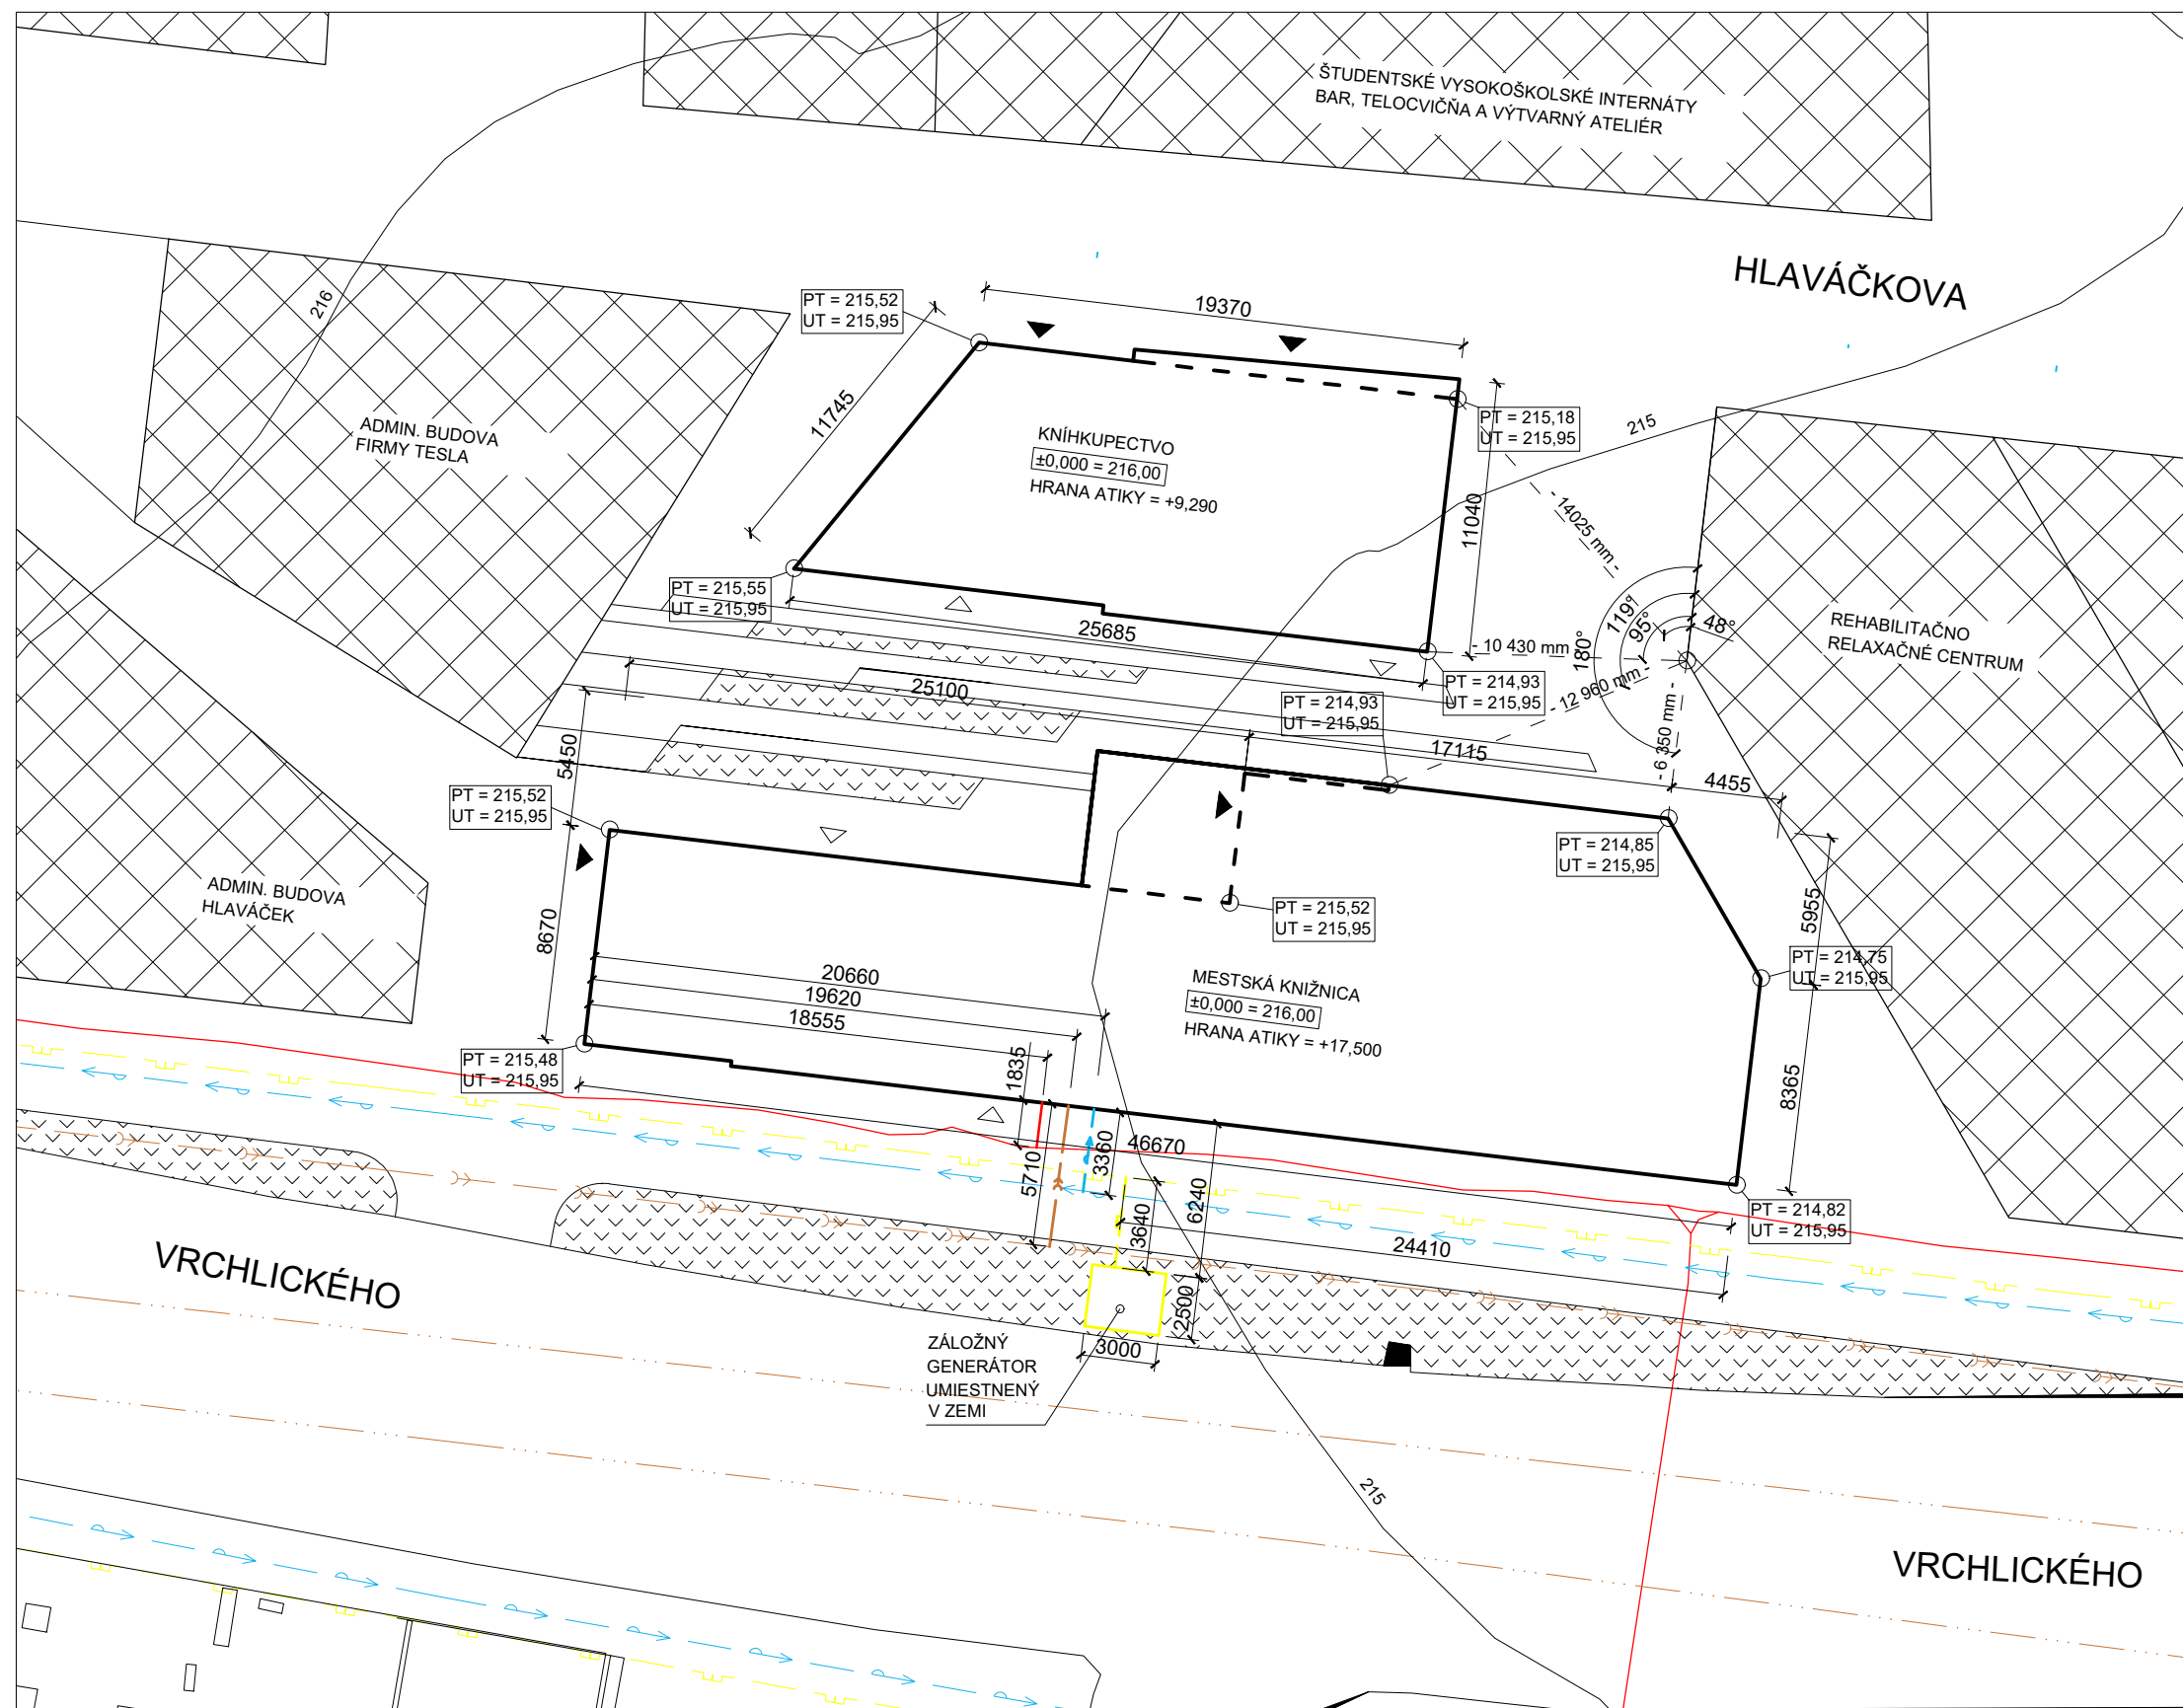 ŠTUDENTSKÉ VYSOKOŠKOLSKÉ INTERNÁTY
BAR, TELOCVIČŇA A VÝTVARNÝ ATELIÉR
HLAVÁČKOVA
216
PT = 215,52
UT = 215,95
19370
11745
ADMIN. BUDOVA
FIRMY TESLA
KNÍHKUPECTVO
±0,000 = 216,00
HRANA ATIKY = +9,290
PT = 215,18
UT = 215,95
215
11040
- 14025 mm -
PT = 215,55
UT = 215,95
25685
- 10 430 mm
180°
119°
95°
48°
REHABILITAČNO
RELAXAČNÉ CENTRUM
25100
PT = 214,93
UT = 215,95
PT = 214,93
UT = 215,95
- 12 960 mm -
- 6 350 mm -
17115
4455
5450
PT = 215,52
UT = 215,95
PT = 214,85
UT = 215,95
ADMIN. BUDOVA
HLAVÁČEK
8670
PT = 215,52
UT = 215,95
5955
PT = 214,75
UT = 215,95
20660
19620
18555
MESTSKÁ KNIŽNICA
±0,000 = 216,00
HRANA ATIKY = +17,500
PT = 215,48
UT = 215,95
1835
8365
5710
3360
46670
3640
6240
PT = 214,82
UT = 215,95
24410
VRCHLICKÉHO
2500
3000
ZÁLOŽNÝ
GENERÁTOR
UMIESTNENÝ
V ZEMI
215
VRCHLICKÉHO